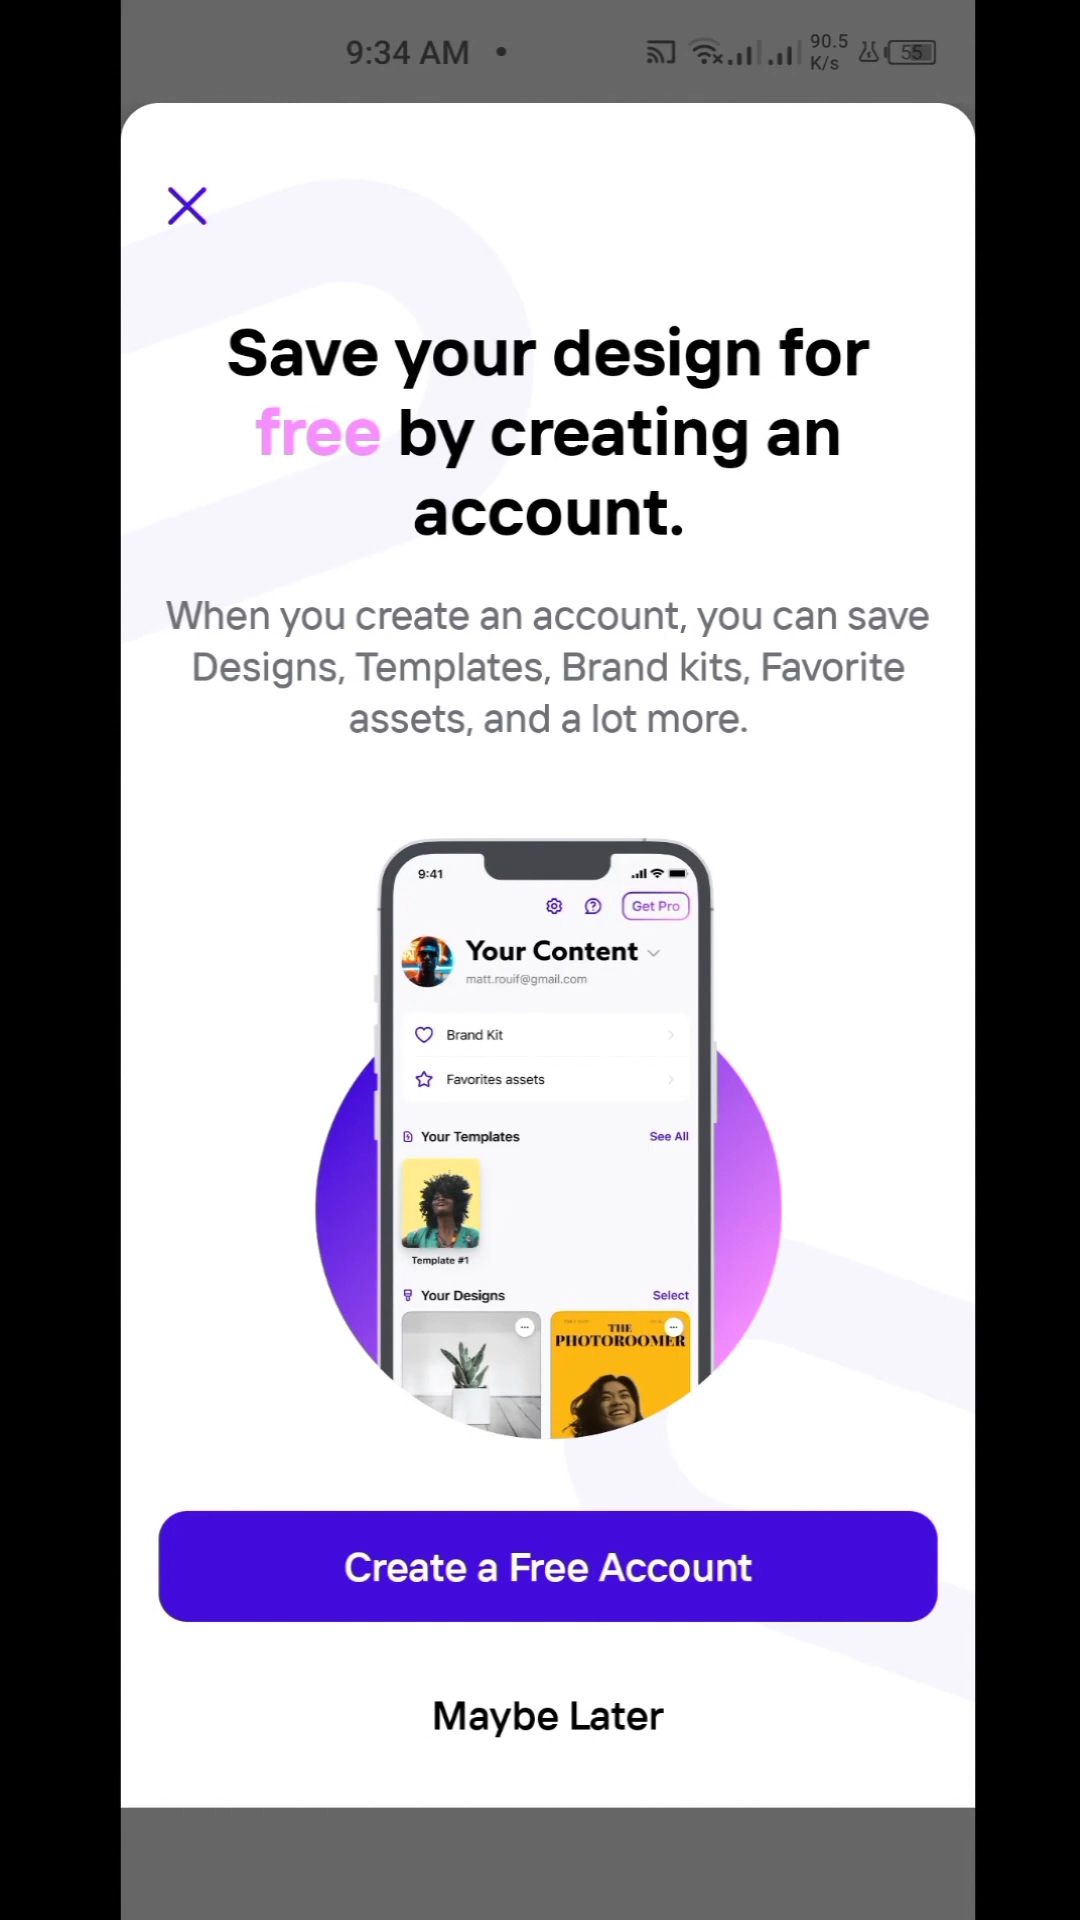 9:34 AM
90.5
K/s
55
Save your design for
free by creating an
account.
When you create an account, you can save
Designs, Templates, Brand kits, Favorite
assets, and a lot more.
9:41
Get Pro
Your Content
matt.rouif@gmail.com
Brand Kit
Favorites assets
Your Templates
See All
Template #1
Your Designs
Select
THE
PHOTOROOMER
Create a Free Account
Maybe Later